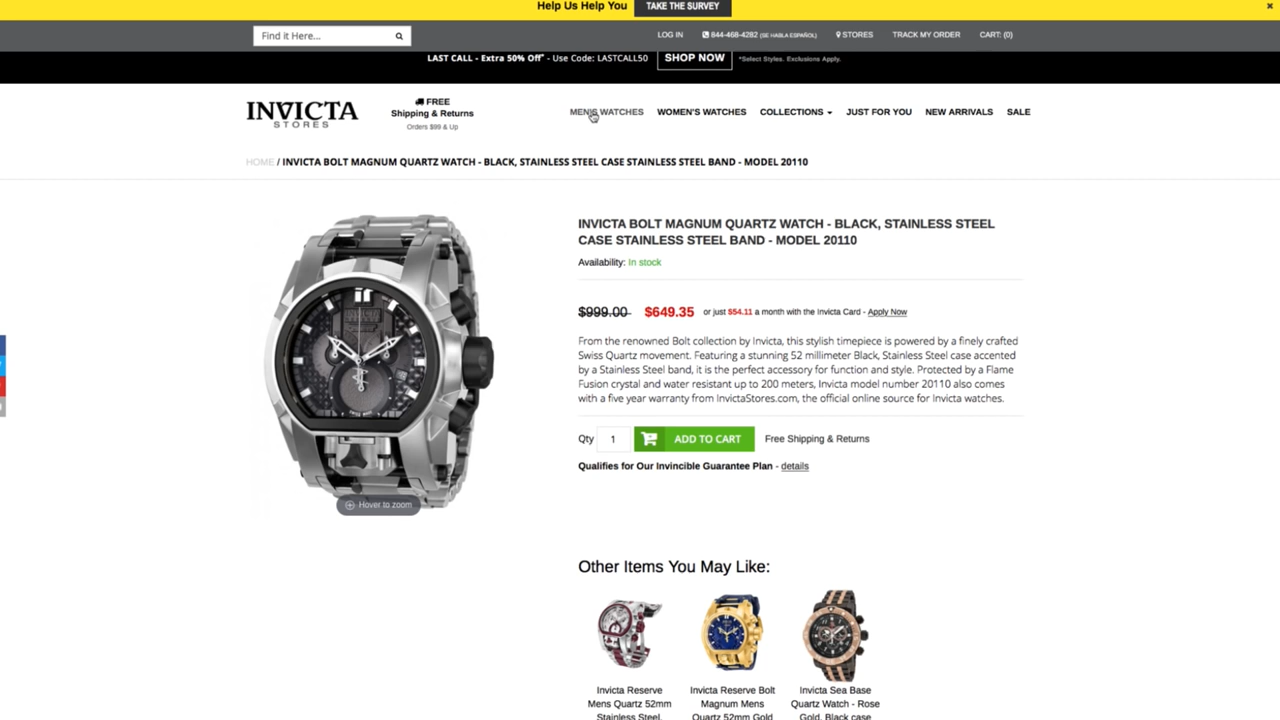 Help Us Help You TAKE THE SURVEY ×
Find it Here...
LOG IN 844-468-4282 (SE HABLA ESPAÑOL) STORES TRACK MY ORDER CART: (0)
LAST CALL - Extra 50% Off* - Use Code: LASTCALL50 SHOP NOW *Select Styles. Exclusions Apply.
INVICTA
STORES
FREE
Shipping & Returns
Orders $99 & Up
MEN'S WATCHES WOMEN'S WATCHES COLLECTIONS JUST FOR YOU NEW ARRIVALS SALE
HOME / INVICTA BOLT MAGNUM QUARTZ WATCH - BLACK, STAINLESS STEEL CASE STAINLESS STEEL BAND - MODEL 20110
INVICTA BOLT MAGNUM QUARTZ WATCH - BLACK, STAINLESS STEEL
CASE STAINLESS STEEL BAND - MODEL 20110
Availability: In stock
$999.00 $649.35 or just $54.11 a month with the Invicta Card - Apply Now
From the renowned Bolt collection by Invicta, this stylish timepiece is powered by a finely crafted
Swiss Quartz movement. Featuring a stunning 52 millimeter Black, Stainless Steel case accented
by a Stainless Steel band, it is the perfect accessory for function and style. Protected by a Flame
Fusion crystal and water resistant up to 200 meters, Invicta model number 20110 also comes
with a five year warranty from InvictaStores.com, the official online source for Invicta watches.
Qty 1 ADD TO CART Free Shipping & Returns
Qualifies for Our Invincible Guarantee Plan - details
Hover to zoom
Other Items You May Like:
Invicta Reserve
Mens Quartz 52mm
Stainless Steel,
Invicta Reserve Bolt
Magnum Mens
Quartz 52mm Gold
Invicta Sea Base
Quartz Watch - Rose
Gold, Black case